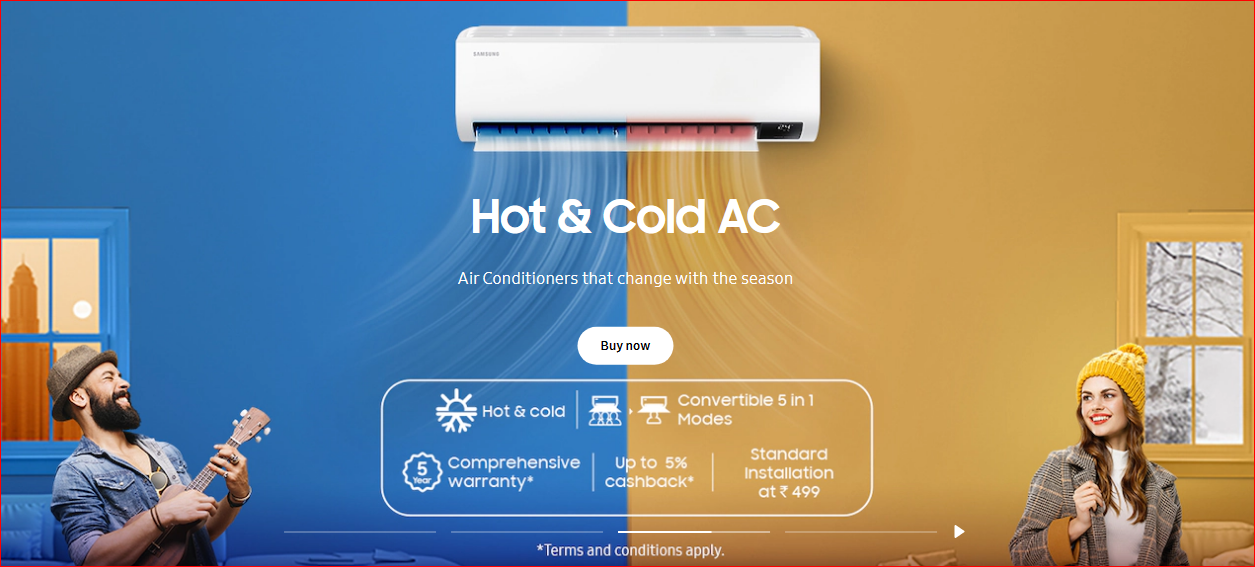 SAMSUNG
Hot & Cold AC
Air Conditioners that change with the season
Buy now
Hot & cold
Convertible 5 in 1
Modes
5
Year
Comprehensive
warranty*
Up to 5%
cashback*
Standard
Installation
at ₹ 499
*Terms and conditions apply.